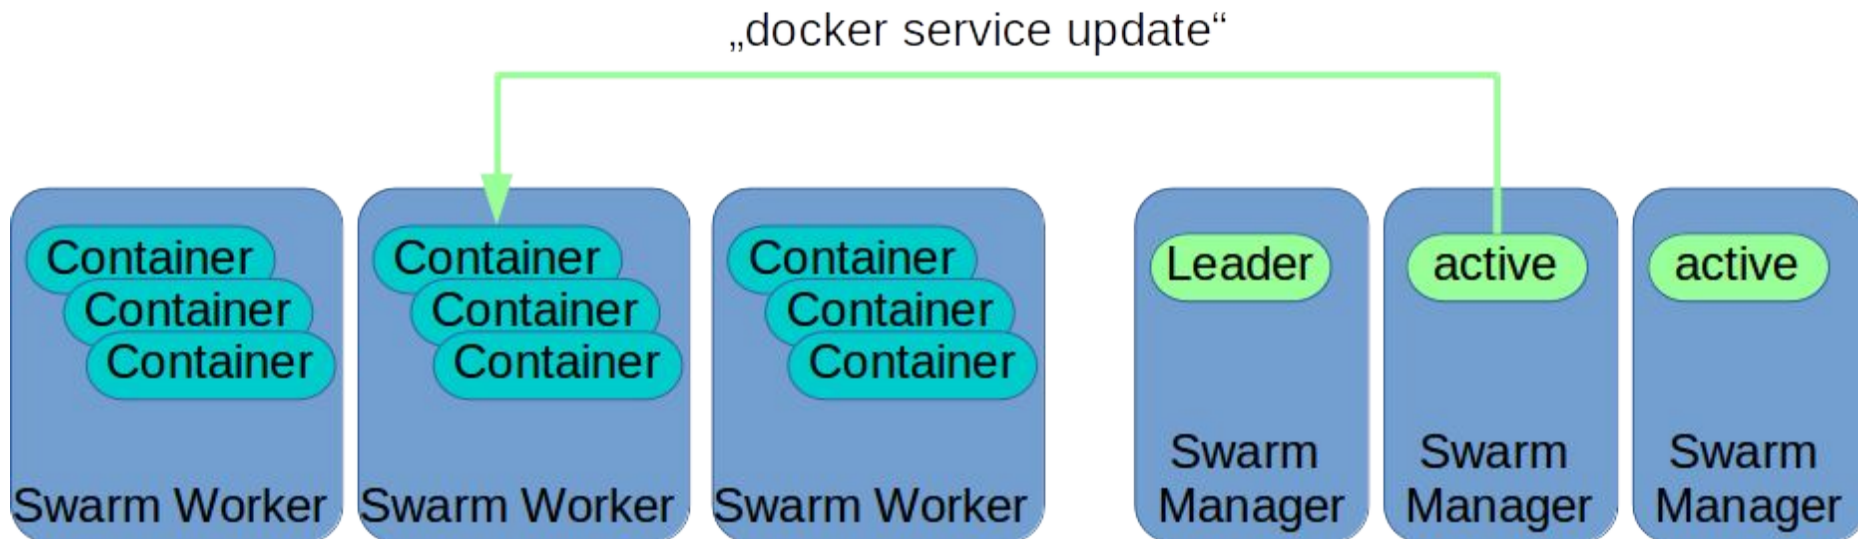 „docker service update“
Container
Container
Container
Swarm Worker
Container
Container
Container
Swarm Worker
Container
Container
Container
Swarm Worker
Leader
Swarm
Manager
active
Swarm
Manager
active
Swarm
Manager